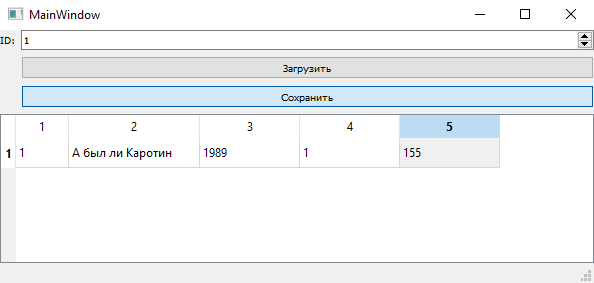 MainWindow
ID: 1
Загрузить
Сохранить
1 2 3 4 5
1 1 А был ли Каротин 1989 1 155